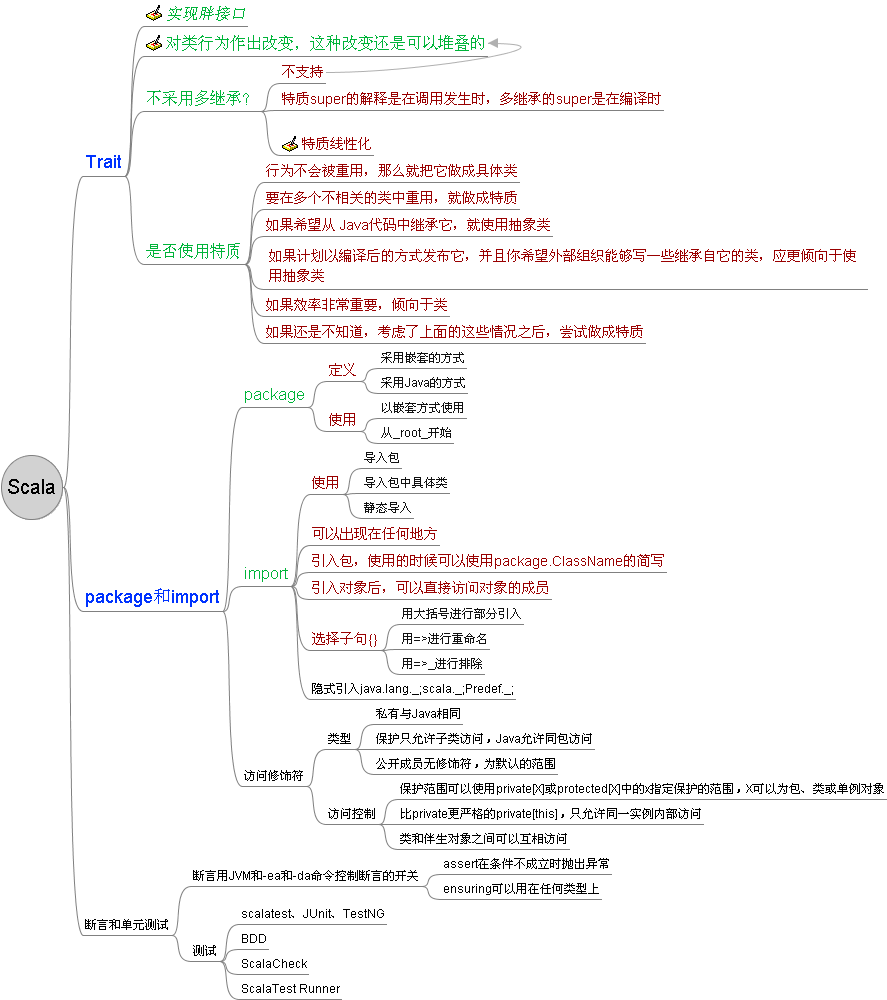 Scala
Trait
实现胖接口
对类行为作出改变，这种改变还是可以堆叠的
不采用多继承？
不支持
特质super的解释是在调用发生时，多继承的super是在编译时
特质线性化
是否使用特质
行为不会被重用，那么就把它做成具体类
要在多个不相关的类中重用，就做成特质
如果希望从 Java代码中继承它，就使用抽象类
如果计划以编译后的方式发布它，并且你希望外部组织能够写一些继承自它的类，应更倾向于使
用抽象类
如果效率非常重要，倾向于类
如果还是不知道，考虑了上面的这些情况之后，尝试做成特质
package和import
package
定义
采用嵌套的方式
采用Java的方式
使用
以嵌套方式使用
从_root_开始
import
使用
导入包
导入包中具体类
静态导入
可以出现在任何地方
引入包，使用的时候可以使用package.ClassName的简写
引入对象后，可以直接访问对象的成员
选择子句{}
用大括号进行部分引入
用=>进行重命名
用=>_进行排除
隐式引入java.lang._;scala._;Predef._;
访问修饰符
类型
私有与Java相同
保护只允许子类访问，Java允许同包访问
公开成员无修饰符，为默认的范围
访问控制
保护范围可以使用private[X]或protected[X]中的x指定保护的范围，X可以为包、类或单例对象
比private更严格的private[this]，只允许同一实例内部访问
类和伴生对象之间可以互相访问
断言和单元测试
断言用JVM和-ea和-da命令控制断言的开关
assert在条件不成立时抛出异常
ensuring可以用在任何类型上
测试
scalatest、JUnit、TestNG
BDD
ScalaCheck
ScalaTest Runner